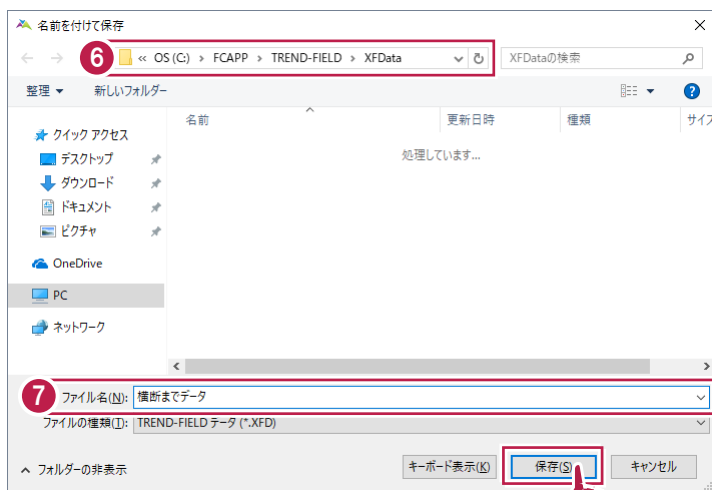 名前を付けて保存
6 « OS (C:) › FCAPP › TREND-FIELD › XFData XFDataの検索
整理 新しいフォルダー
名前 更新日時 種類 サイズ
クイック アクセス
デスクトップ
処理しています...
ダウンロード
ドキュメント
ピクチャ
OneDrive
PC
ネットワーク
7 ファイル名(N): 横断までデータ
ファイルの種類(T): TREND-FIELD データ (*.XFD)
フォルダーの非表示 キーボード表示(K) 保存(S) キャンセル